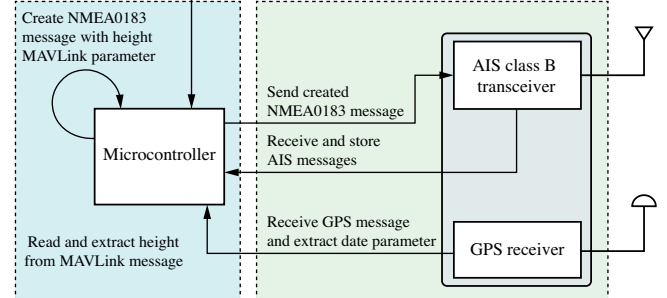 Create NMEA0183
message with height
MAVLink parameter
Microcontroller
Read and extract height
from MAVLink message
Send created
NMEA0183 message
Receive and store
AIS messages
Receive GPS message
and extract date parameter
AIS class B
transceiver
GPS receiver